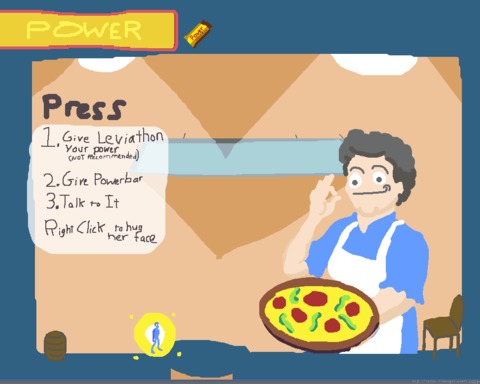 POWER
Power
Press
1. Give Leviathon
Your power
(Not recommended)
2. Give Powerbar
3. Talk to It
Right Click to hug
her face